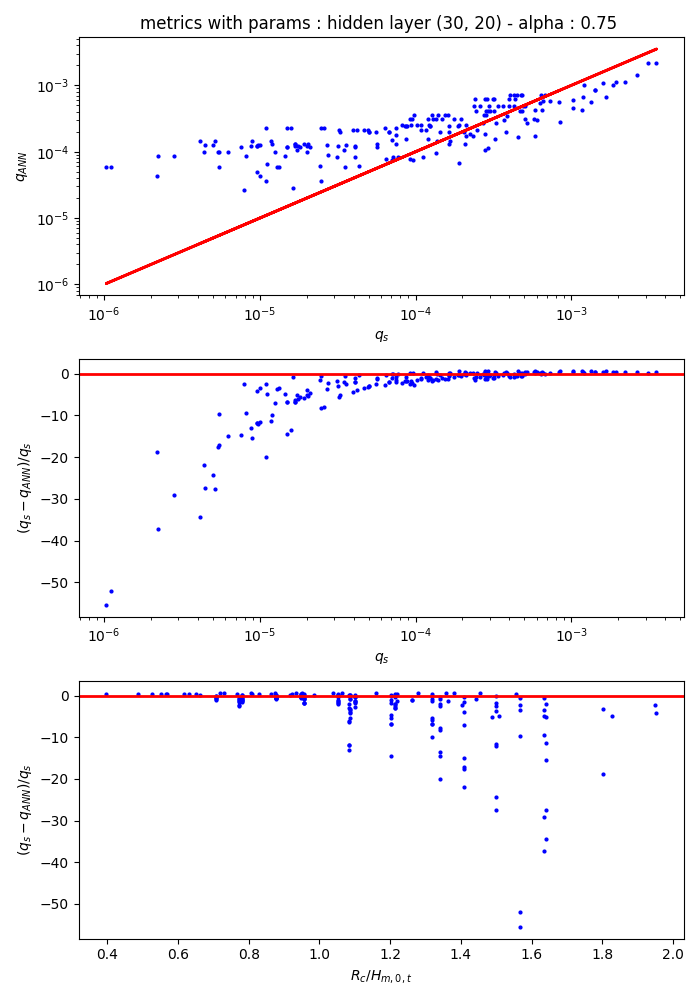 metrics with params : hidden layer (30, 20) - alpha : 0.75
10⁻³
10⁻⁴
10⁻⁵
10⁻⁶
q_ANN
10⁻⁶ 10⁻⁵ 10⁻⁴ 10⁻³
q_s
0
−10
−20
−30
−40
−50
(q_s − q_ANN)/q_s
10⁻⁶ 10⁻⁵ 10⁻⁴ 10⁻³
q_s
0
−10
−20
−30
−40
−50
(q_s − q_ANN)/q_s
0.4 0.6 0.8 1.0 1.2 1.4 1.6 1.8 2.0
R_c/H_m,0,t